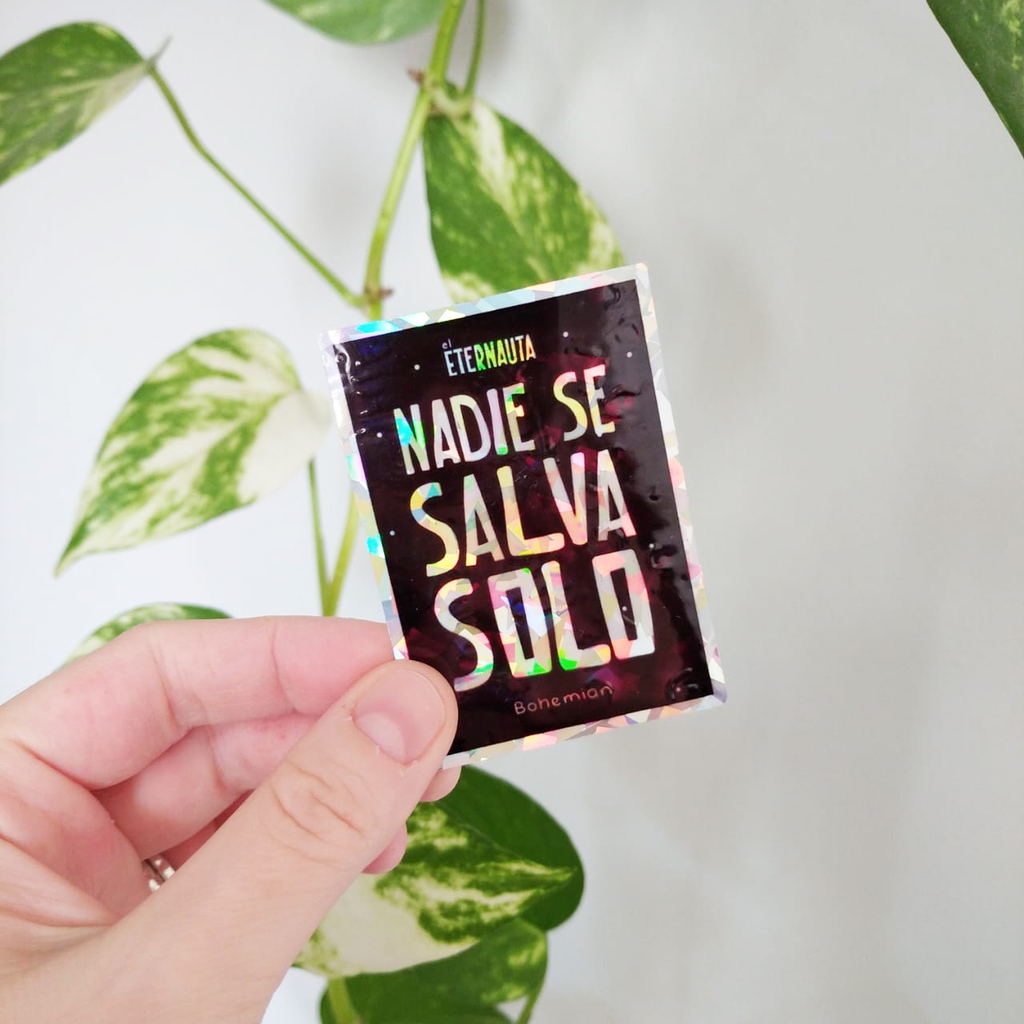 el
ETERNAUTA
NADIE SE
SALVA
SOLO
Bohemian